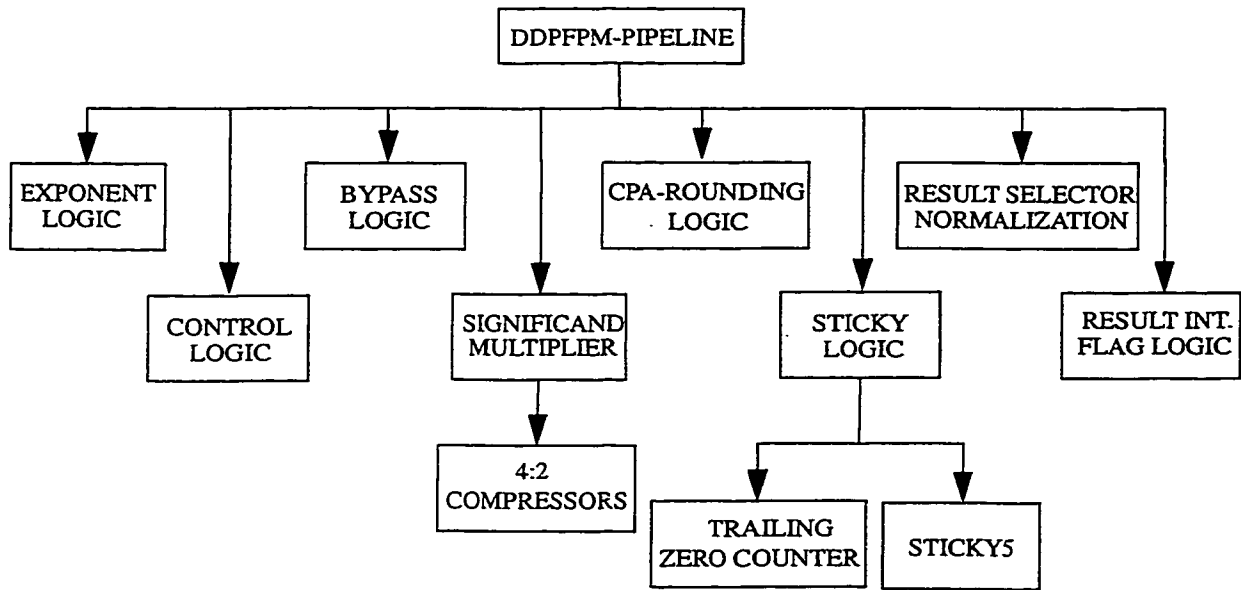 DDPFPM-PIPELINE
EXPONENT
LOGIC
BYPASS
LOGIC
CPA-ROUNDING
LOGIC
RESULT SELECTOR
NORMALIZATION
CONTROL
LOGIC
SIGNIFICAND
MULTIPLIER
STICKY
LOGIC
RESULT INT.
FLAG LOGIC
4:2
COMPRESSORS
TRAILING
ZERO COUNTER
STICKY5